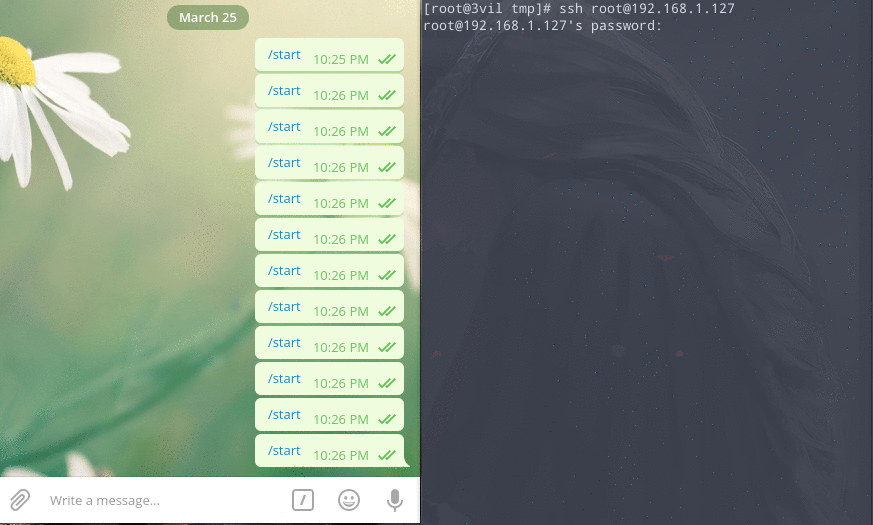 March 25
/start 10:25 PM
/start 10:26 PM
/start 10:26 PM
/start 10:26 PM
/start 10:26 PM
/start 10:26 PM
/start 10:26 PM
/start 10:26 PM
/start 10:26 PM
/start 10:26 PM
/start 10:26 PM
/start 10:26 PM
Write a message...
[root@3vil tmp]# ssh root@192.168.1.127
root@192.168.1.127's password: